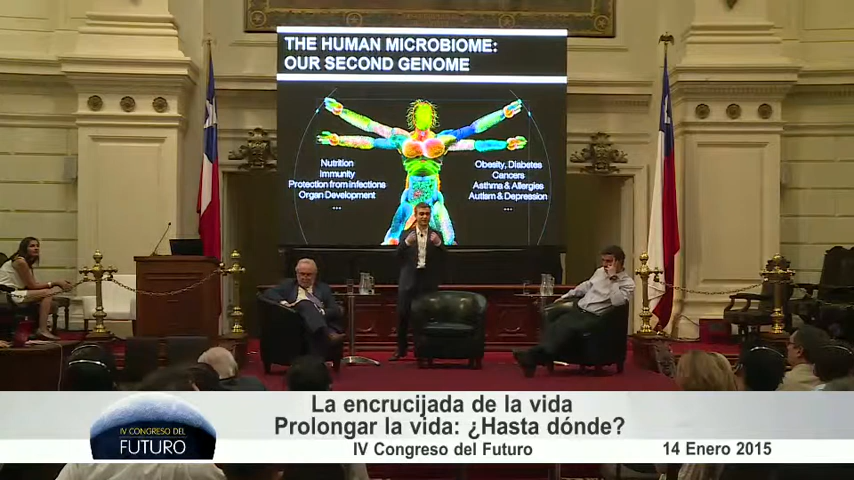 THE HUMAN MICROBIOME:
OUR SECOND GENOME
Nutrition
Immunity
Protection from Infections
Organ Development
...
Obesity, Diabetes
Cancers
Asthma & Allergies
Autism & Depression
...
La encrucijada de la vida
Prolongar la vida: ¿Hasta dónde?
IV Congreso del Futuro
14 Enero 2015
IV CONGRESO DEL
FUTURO